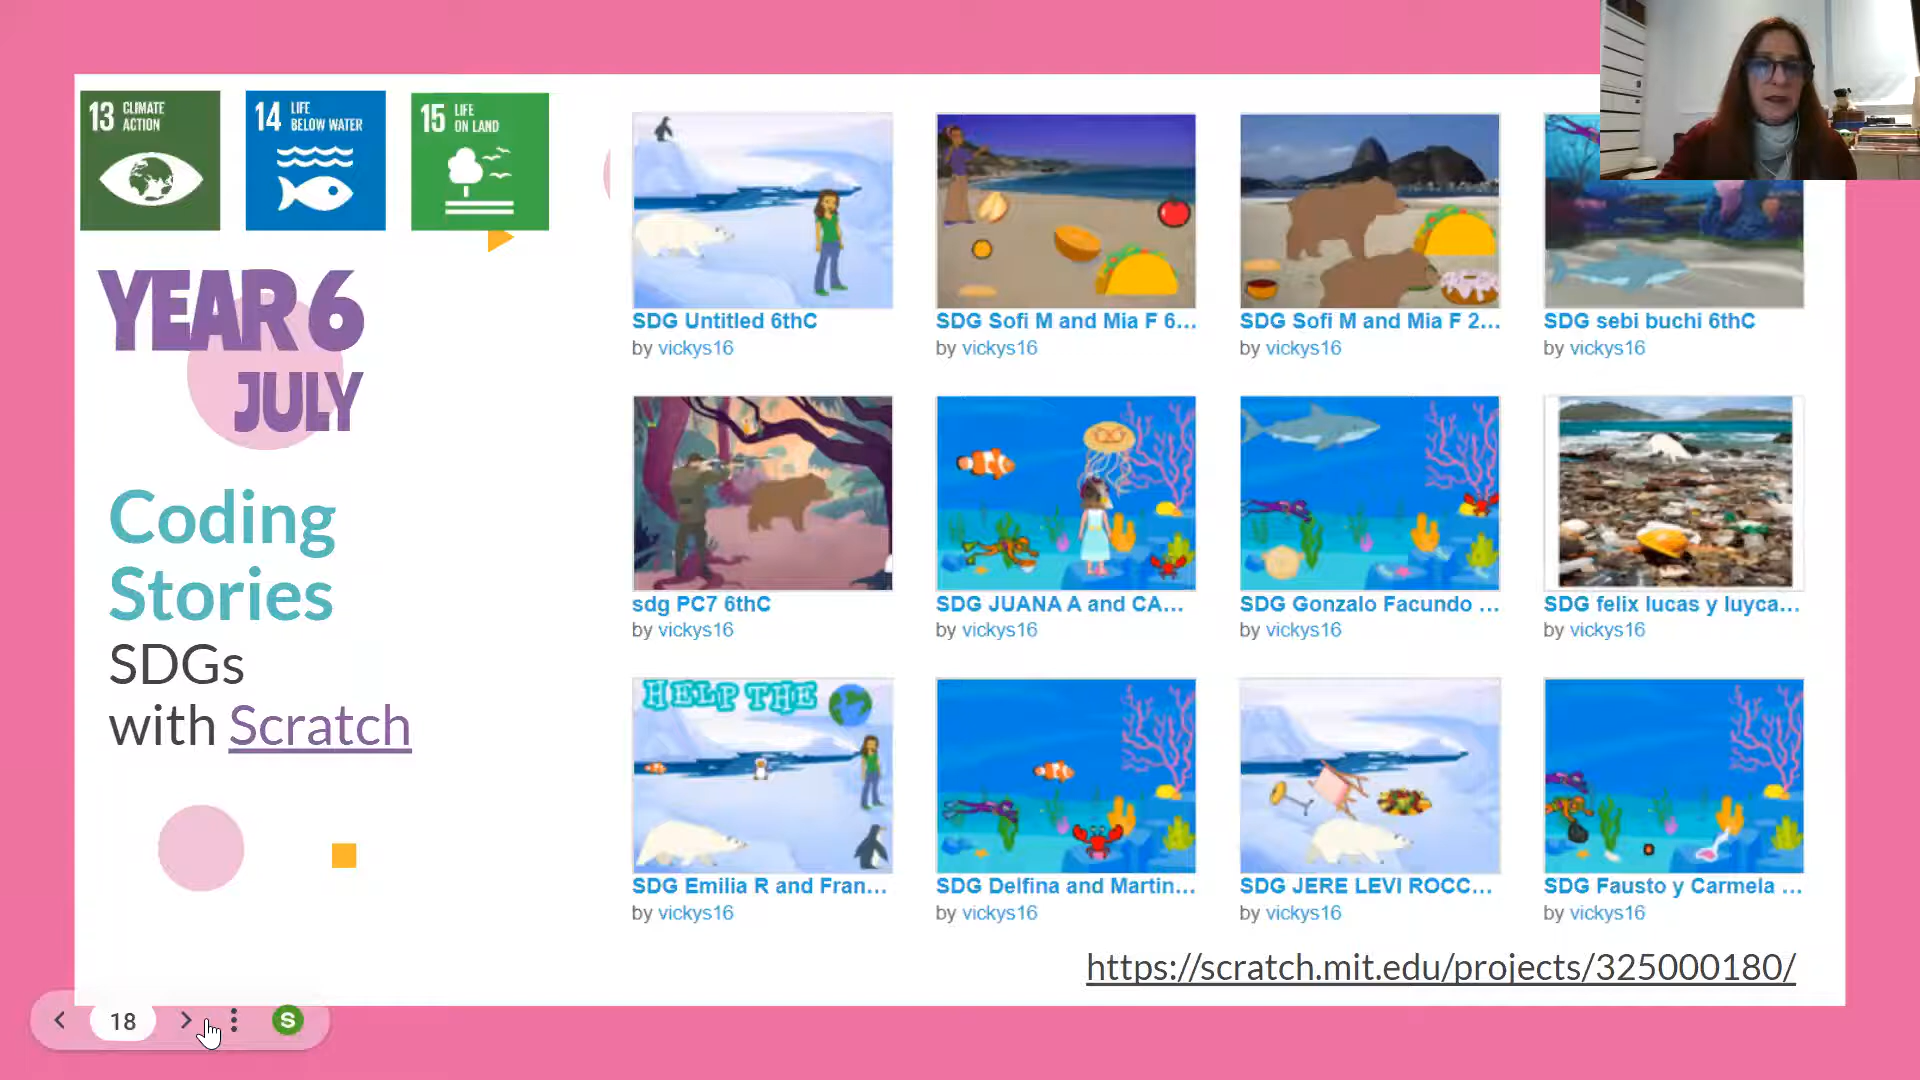 13 CLIMATE
ACTION
14 LIFE
BELOW WATER
15 LIFE
ON LAND
YEAR 6
JULY
Coding
Stories
SDGs
with Scratch
SDG Untitled 6thC
by vickys16
SDG Sofi M and Mia F 6...
by vickys16
SDG Sofi M and Mia F 2...
by vickys16
SDG sebi buchi 6thC
by vickys16
sdg PC7 6thC
by vickys16
SDG JUANA A and CA...
by vickys16
SDG Gonzalo Facundo ...
by vickys16
SDG felix lucas y luyca...
by vickys16
HELP THE
SDG Emilia R and Fran...
by vickys16
SDG Delfina and Martin...
by vickys16
SDG JERE LEVI ROCC...
by vickys16
SDG Fausto y Carmela ...
by vickys16
https://scratch.mit.edu/projects/325000180/
18
S